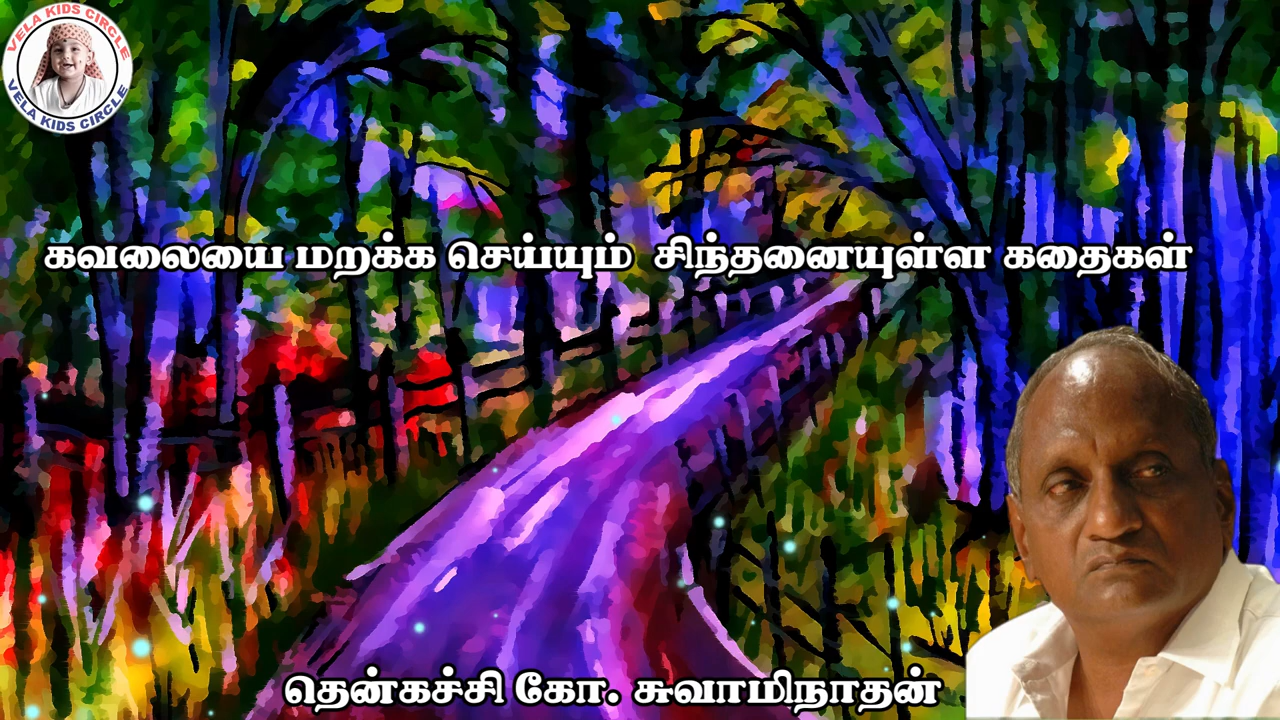 VELA KIDS CIRCLE
VELA KIDS CIRCLE
கவலையை மறக்க செய்யும் சிந்தனையுள்ள கதைகள்
தென்கச்சி கோ. சுவாமிநாதன்